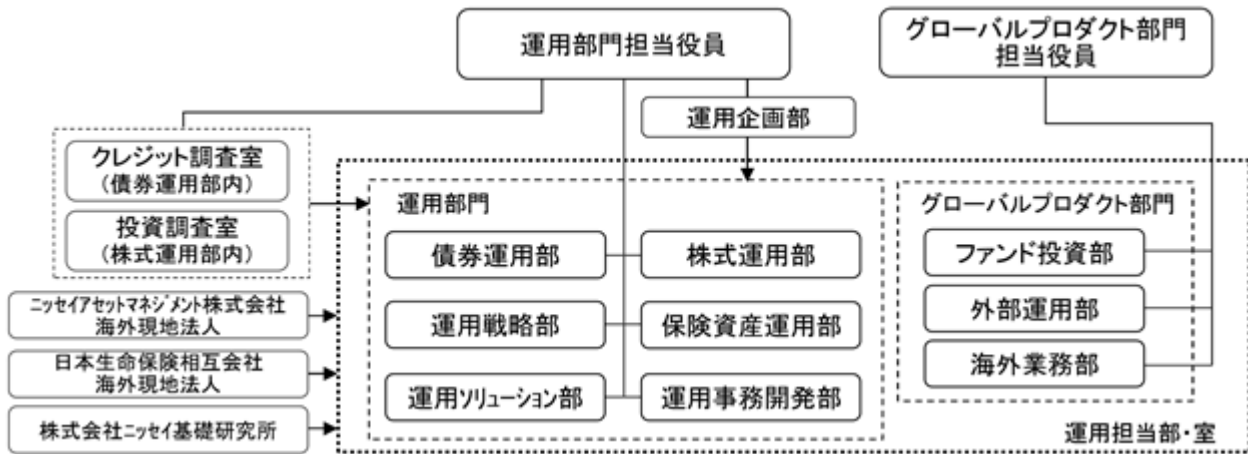 運用部門担当役員
グローバルプロダクト部門
担当役員
運用企画部
クレジット調査室
（債券運用部内）
投資調査室
（株式運用部内）
ニッセイアセットマネジメント株式会社
海外現地法人
日本生命保険相互会社
海外現地法人
株式会社ニッセイ基礎研究所
運用部門
債券運用部
株式運用部
運用戦略部
保険資産運用部
運用ソリューション部
運用事務開発部
グローバルプロダクト部門
ファンド投資部
外部運用部
海外業務部
運用担当部・室